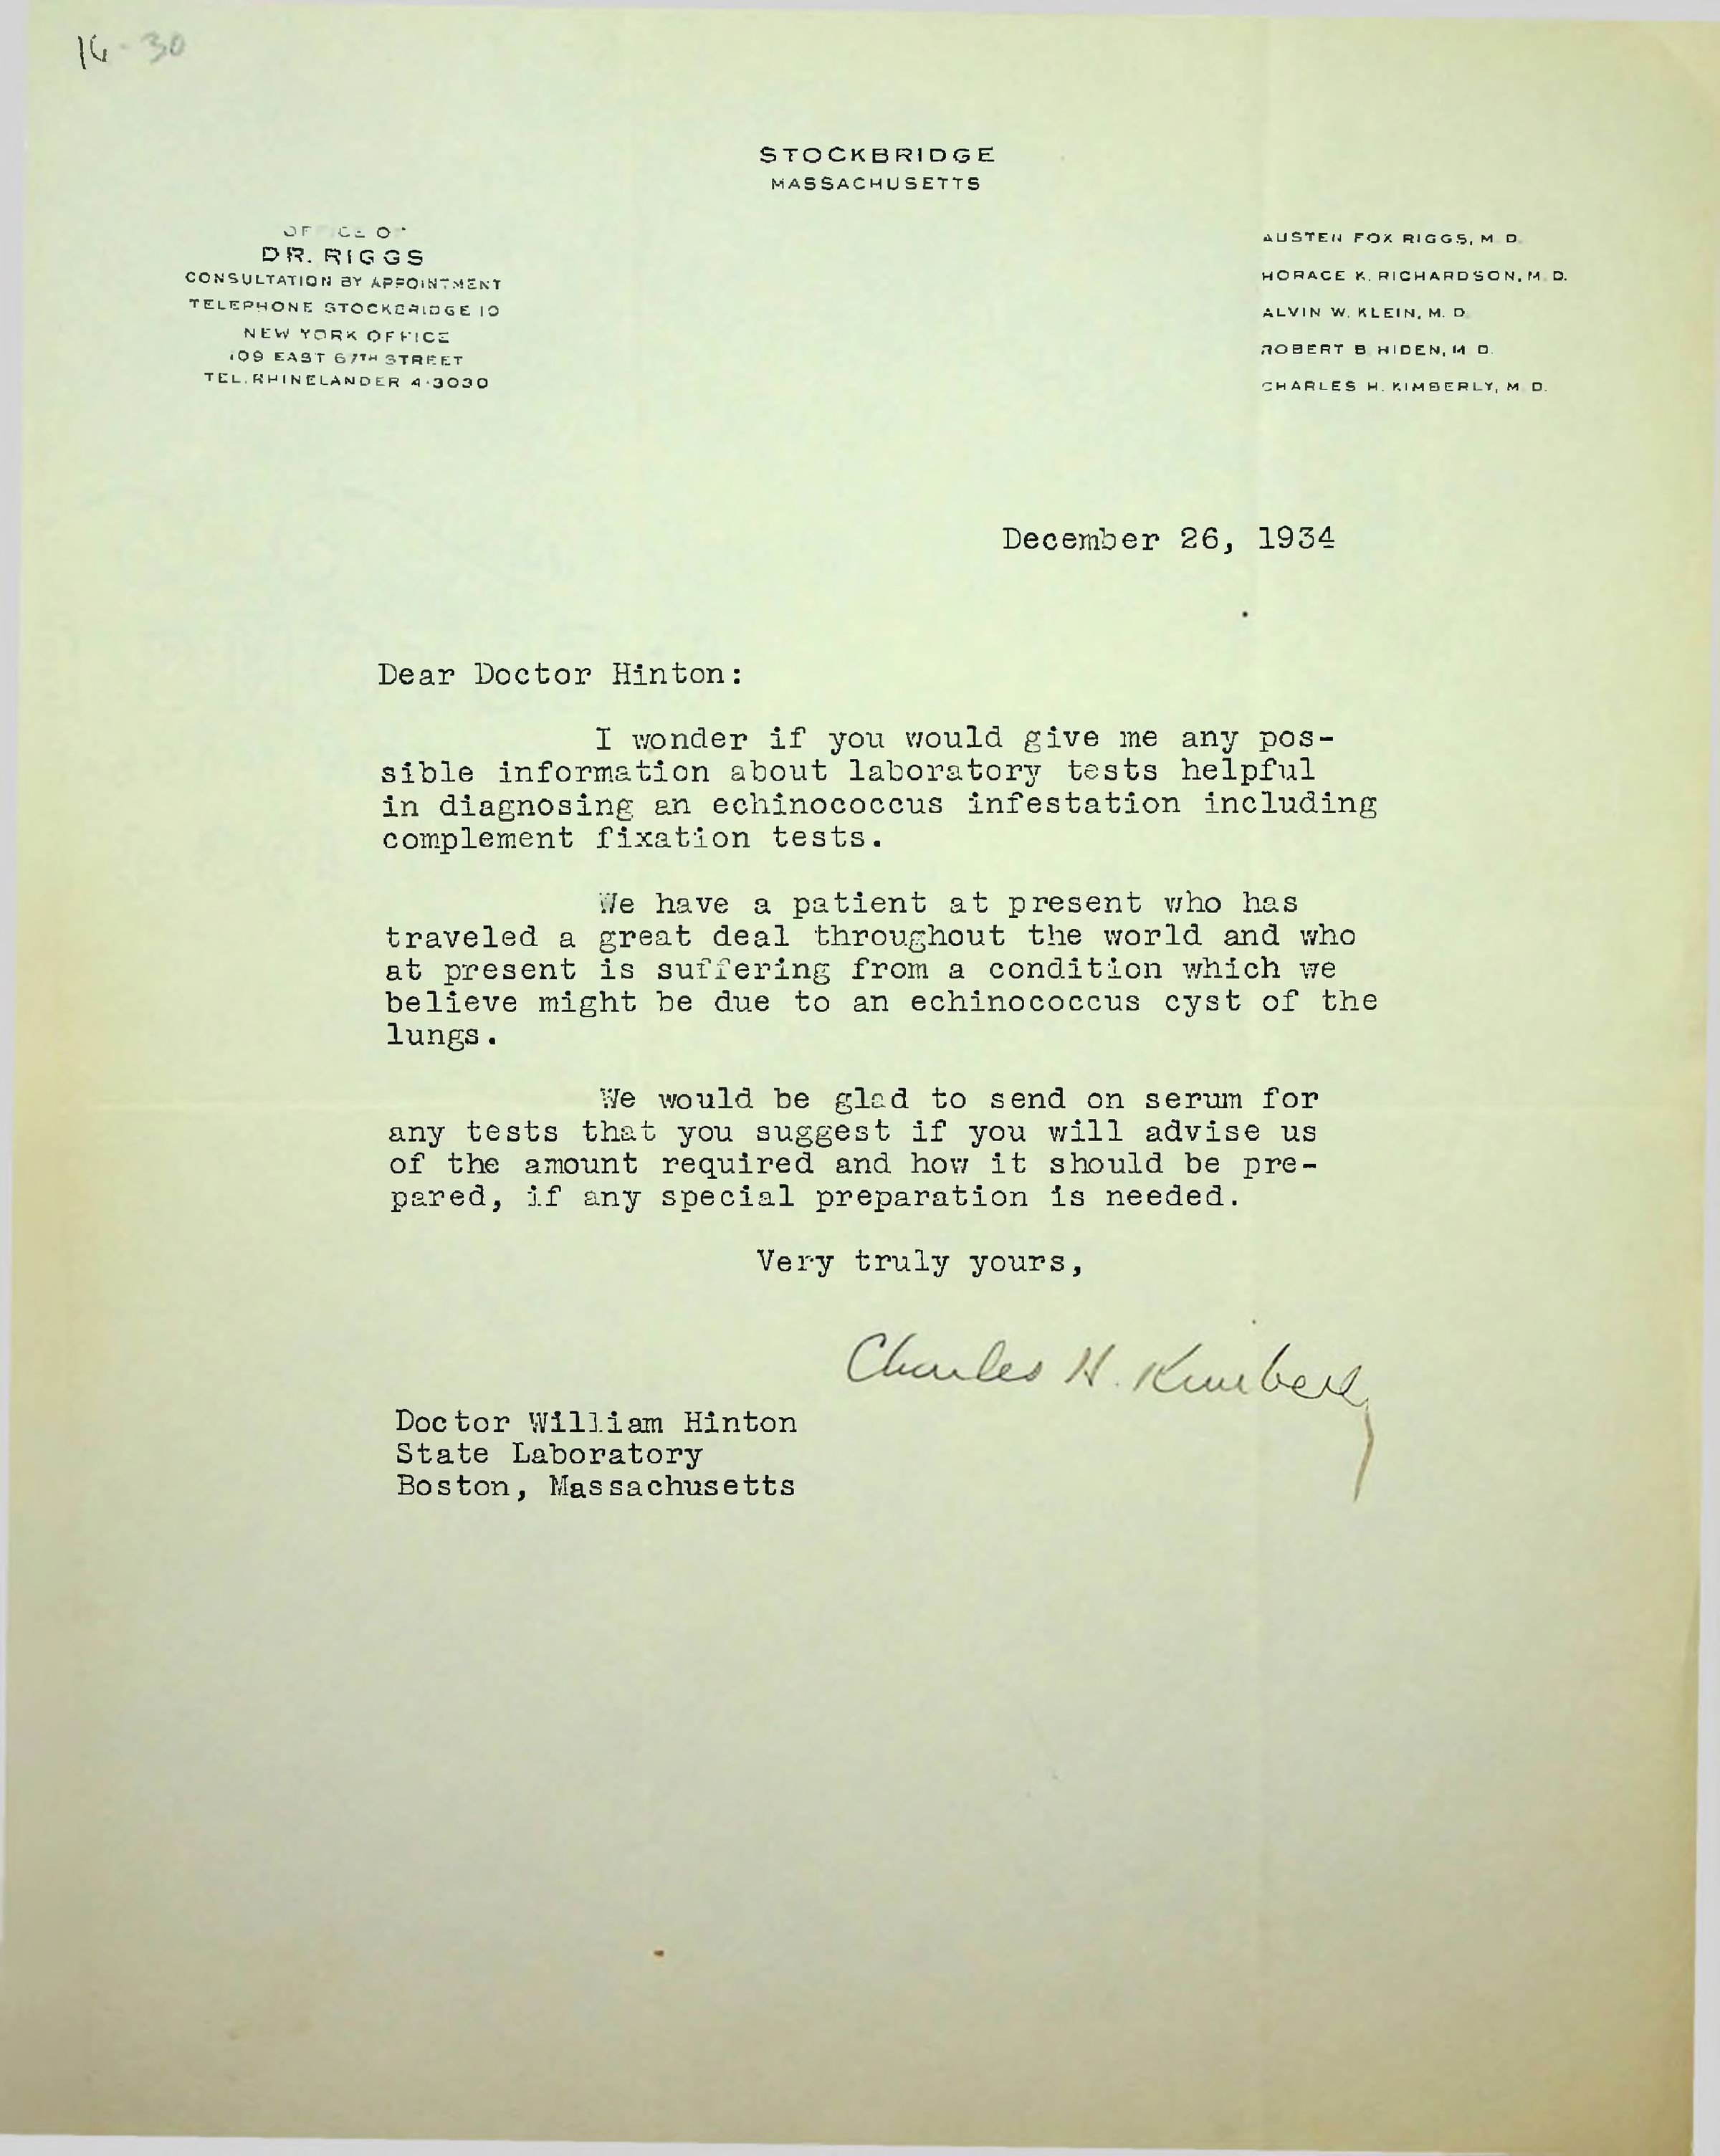 16-30
STOCKBRIDGE
MASSACHUSETTS
OFFICE OF
DR. RIGGS
CONSULTATION BY APPOINTMENT
TELEPHONE STOCKBRIDGE 10
NEW YORK OFFICE
109 EAST 67TH STREET
TEL. RHINELANDER 4-3030
AUSTEN FOX RIGGS, M. D.
HORACE K. RICHARDSON, M. D.
ALVIN W. KLEIN, M. D.
ROBERT B. HIDEN, M. D.
CHARLES H. KIMBERLY, M. D.
December 26, 1934
Dear Doctor Hinton:
I wonder if you would give me any pos-
sible information about laboratory tests helpful
in diagnosing an echinococcus infestation including
complement fixation tests.
We have a patient at present who has
traveled a great deal throughout the world and who
at present is suffering from a condition which we
believe might be due to an echinococcus cyst of the
lungs.
We would be glad to send on serum for
any tests that you suggest if you will advise us
of the amount required and how it should be pre-
pared, if any special preparation is needed.
Very truly yours,
Charles H. Kimberly
Doctor William Hinton
State Laboratory
Boston, Massachusetts